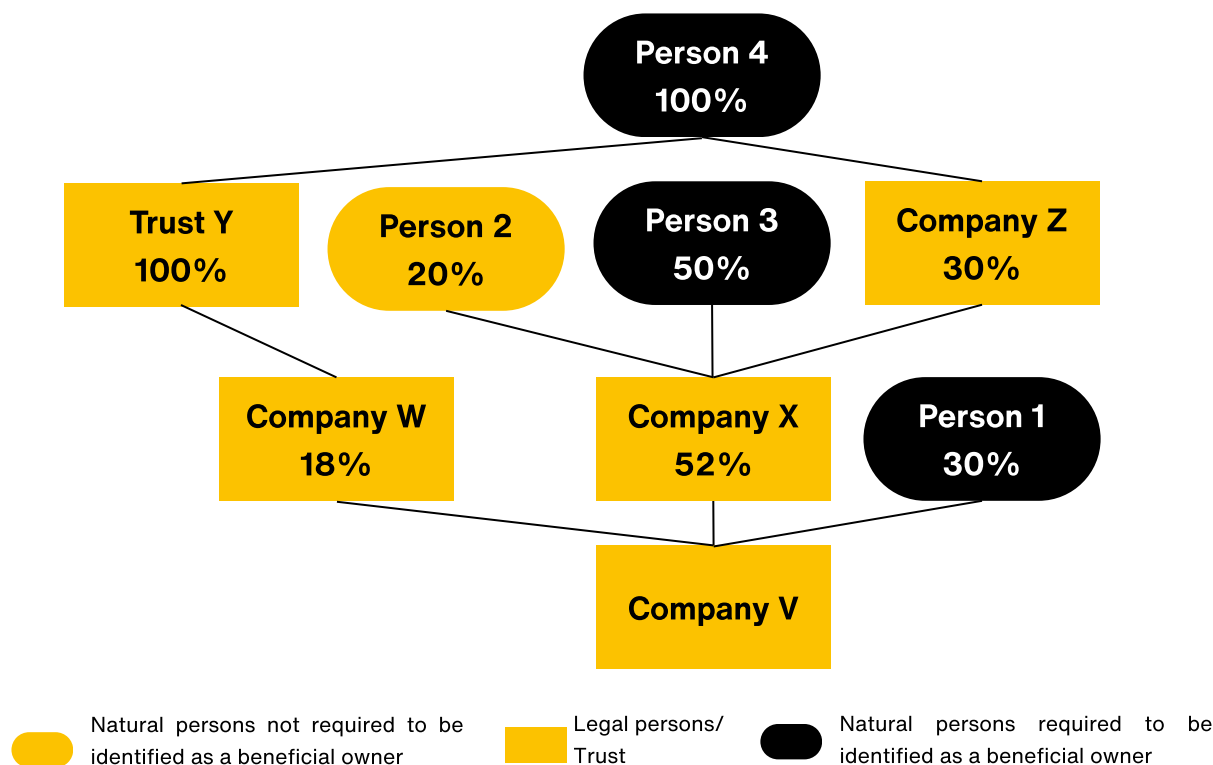 Person 4
100%
Trust Y
100%
Person 2
20%
Person 3
50%
Company Z
30%
Company W
18%
Company X
52%
Person 1
30%
Company V
Natural persons not required to be
identified as a beneficial owner
Legal persons/
Trust
Natural persons required to be
identified as a beneficial owner